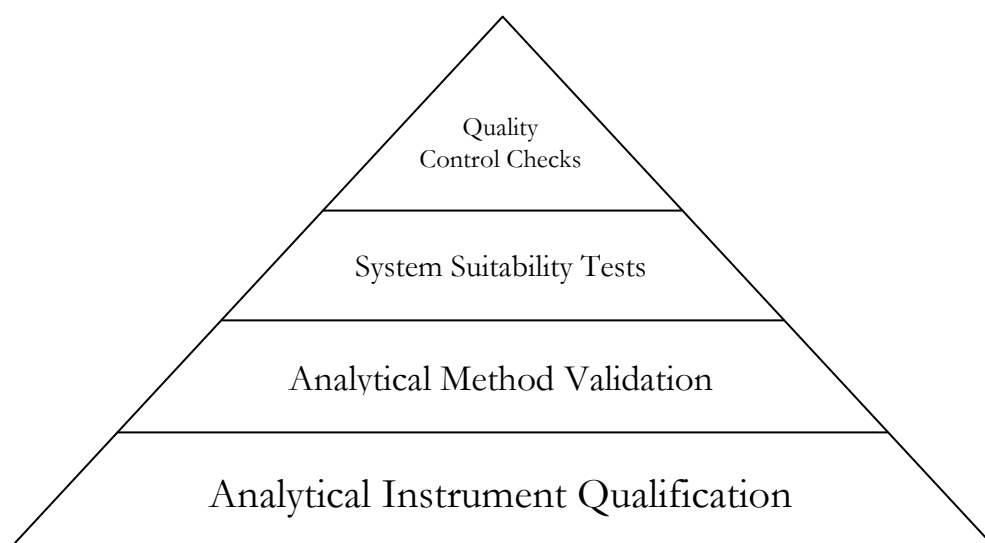 Quality
Control Checks
System Suitability Tests
Analytical Method Validation
Analytical Instrument Qualification